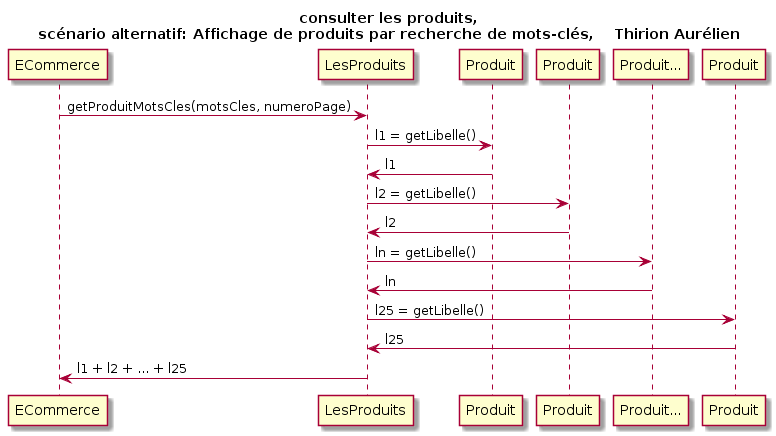 consulter les produits,
scénario alternatif: Affichage de produits par recherche de mots-clés, Thirion Aurélien
ECommerce LesProduits Produit Produit Produit... Produit
getProduitMotsCles(motsCles, numeroPage)
l1 = getLibelle()
l1
l2 = getLibelle()
l2
ln = getLibelle()
ln
l25 = getLibelle()
l25
l1 + l2 + ... + l25
ECommerce LesProduits Produit Produit Produit... Produit